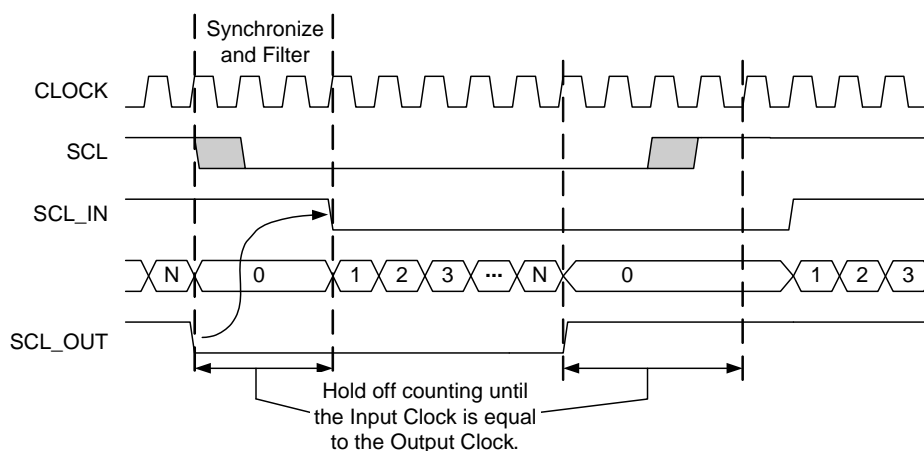 Synchronize
and Filter
CLOCK
SCL
SCL_IN
N 0 1 2 3 ... N 0 1 2 3
SCL_OUT
Hold off counting until
the Input Clock is equal
to the Output Clock.